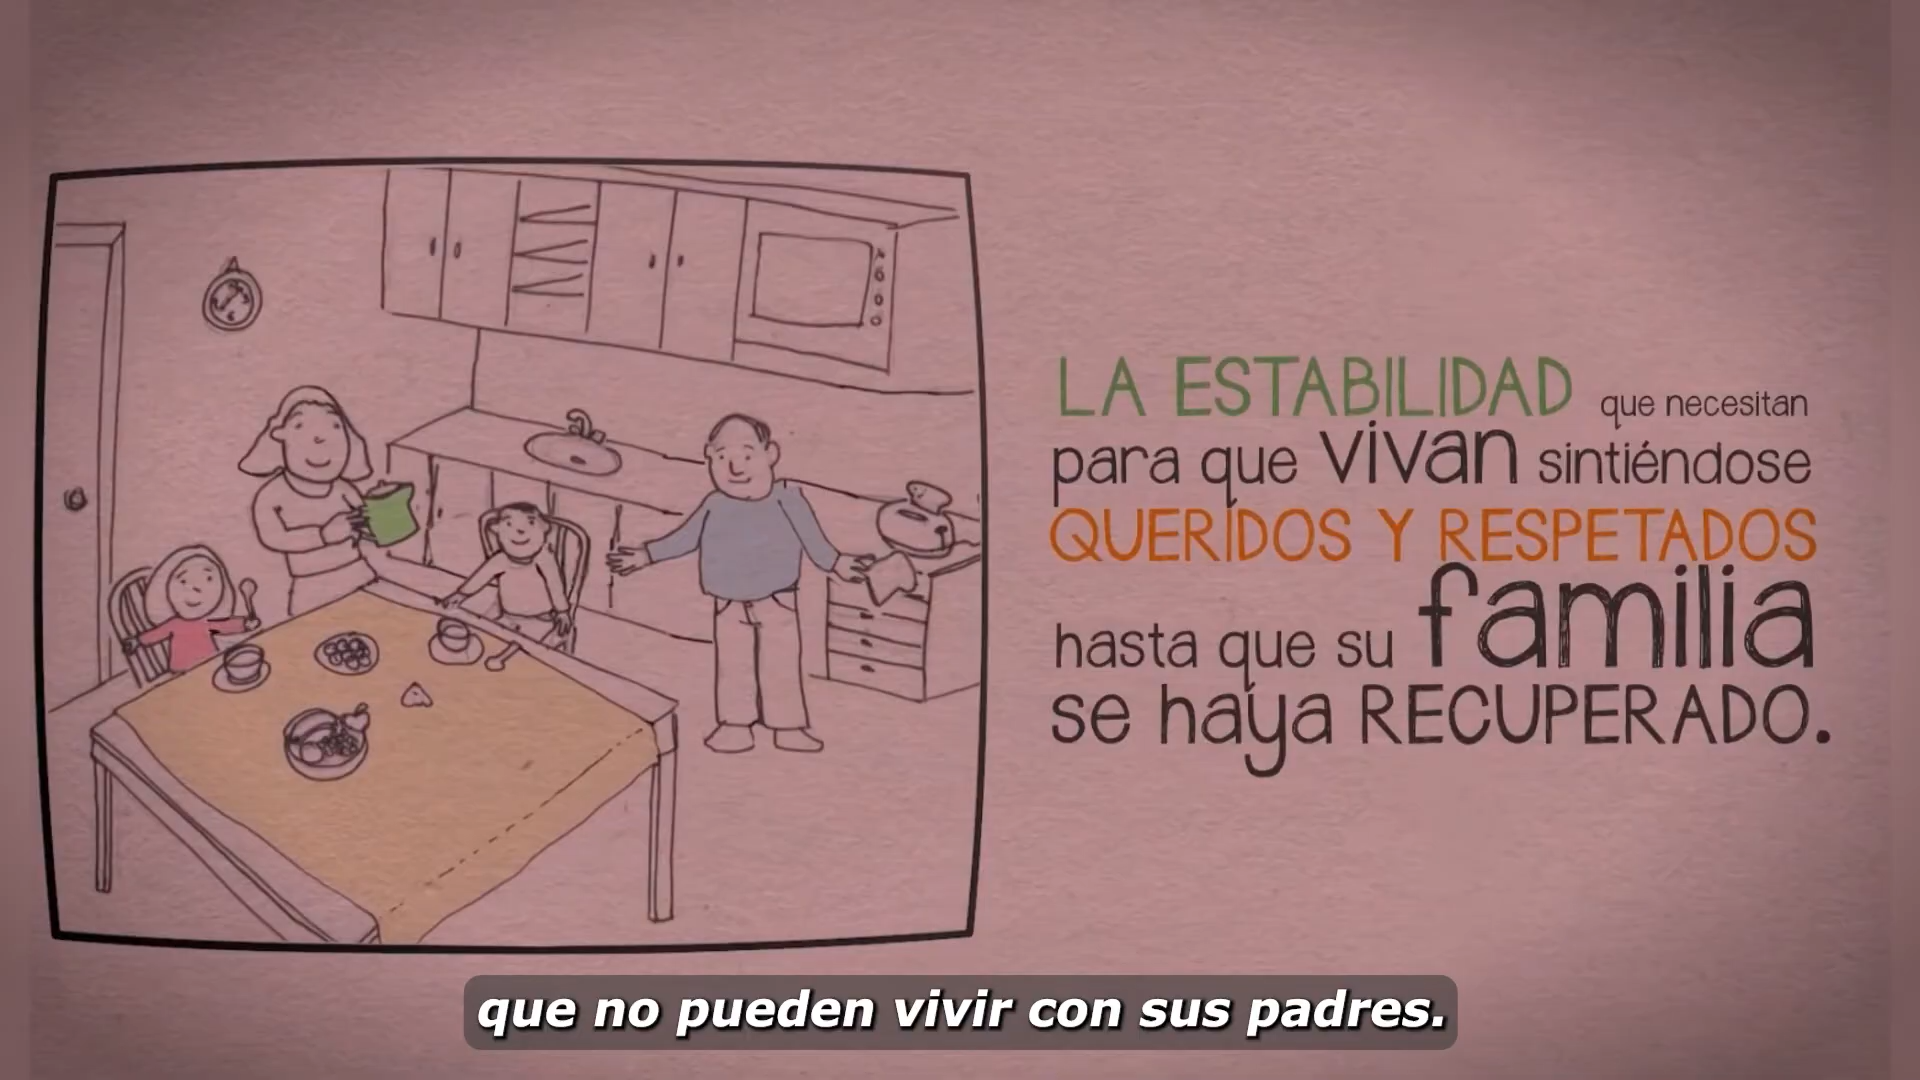 LA ESTABILIDAD que necesitan
para que vivan sintiéndose
QUERIDOS Y RESPETADOS
hasta que su familia
se haya RECUPERADO.
que no pueden vivir con sus padres.